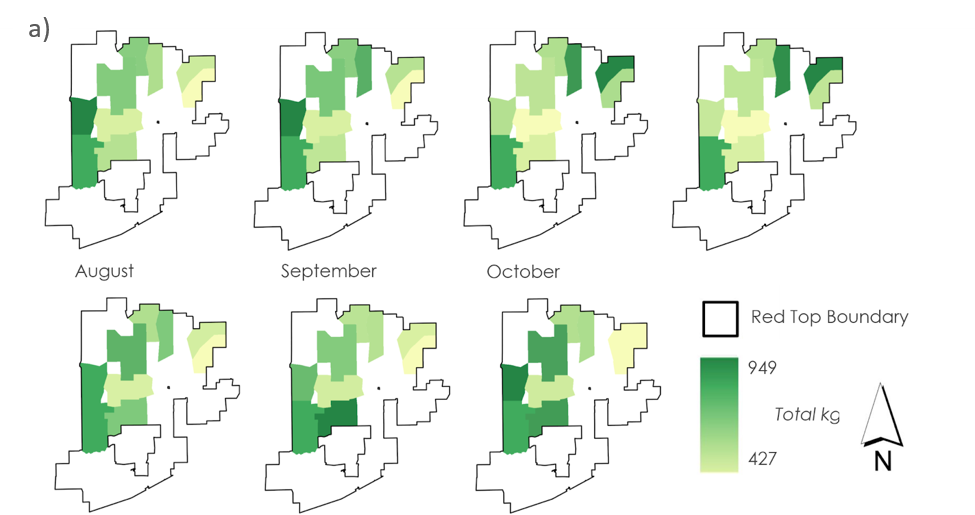 a)
August
September
October
Red Top Boundary
949
Total kg
427
N